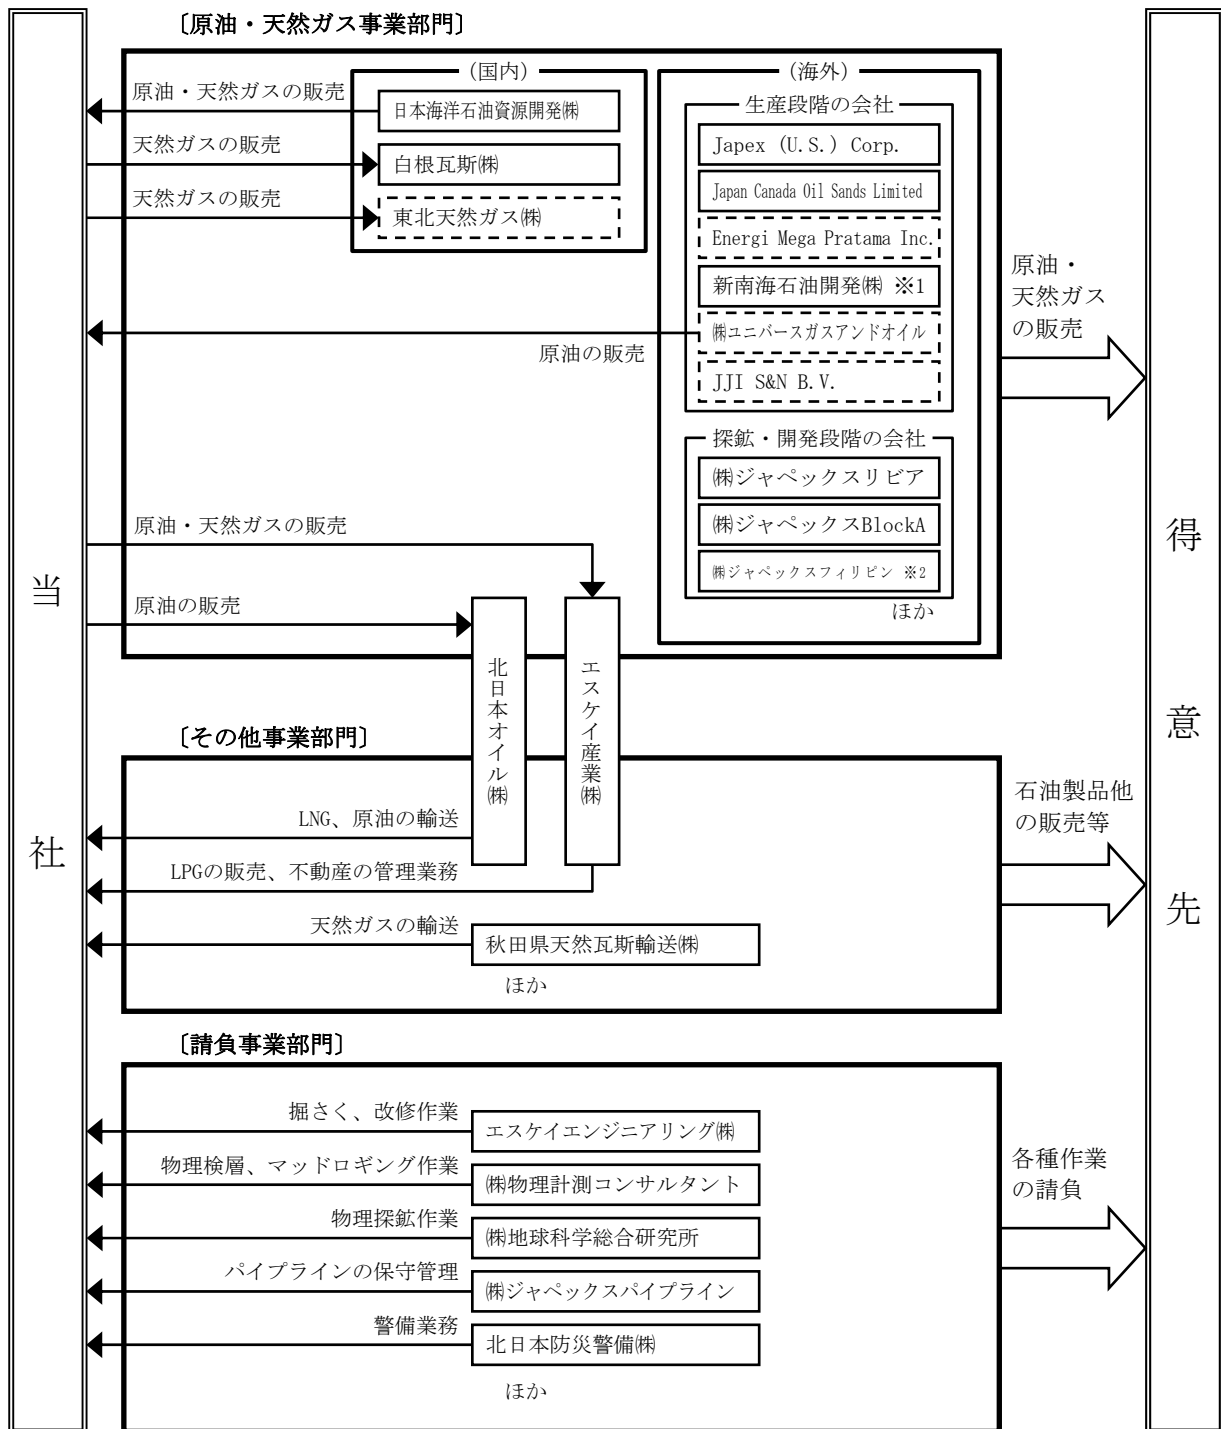 〔原油・天然ガス事業部門〕
(国内)
(海外)
原油・天然ガスの販売
日本海洋石油資源開発㈱
天然ガスの販売
白根瓦斯㈱
天然ガスの販売
東北天然ガス㈱
生産段階の会社
Japex (U.S.) Corp.
Japan Canada Oil Sands Limited
Energi Mega Pratama Inc.
新南海石油開発㈱ ※1
㈱ユニバースガスアンドオイル
JJI S&N B.V.
原油の販売
原油・
天然ガス
の販売
探鉱・開発段階の会社
㈱ジャペックスリビア
㈱ジャペックスBlockA
㈱ジャペックスフィリピン ※2
ほか
原油・天然ガスの販売
原油の販売
北日本オイル㈱
エスケイ産業㈱
当社
得意先
〔その他事業部門〕
LNG、原油の輸送
LPGの販売、不動産の管理業務
天然ガスの輸送
秋田県天然瓦斯輸送㈱
ほか
石油製品他
の販売等
〔請負事業部門〕
掘さく、改修作業
エスケイエンジニアリング㈱
物理検層、マッドロギング作業
㈱物理計測コンサルタント
物理探鉱作業
㈱地球科学総合研究所
パイプラインの保守管理
㈱ジャペックスパイプライン
警備業務
北日本防災警備㈱
ほか
各種作業
の請負